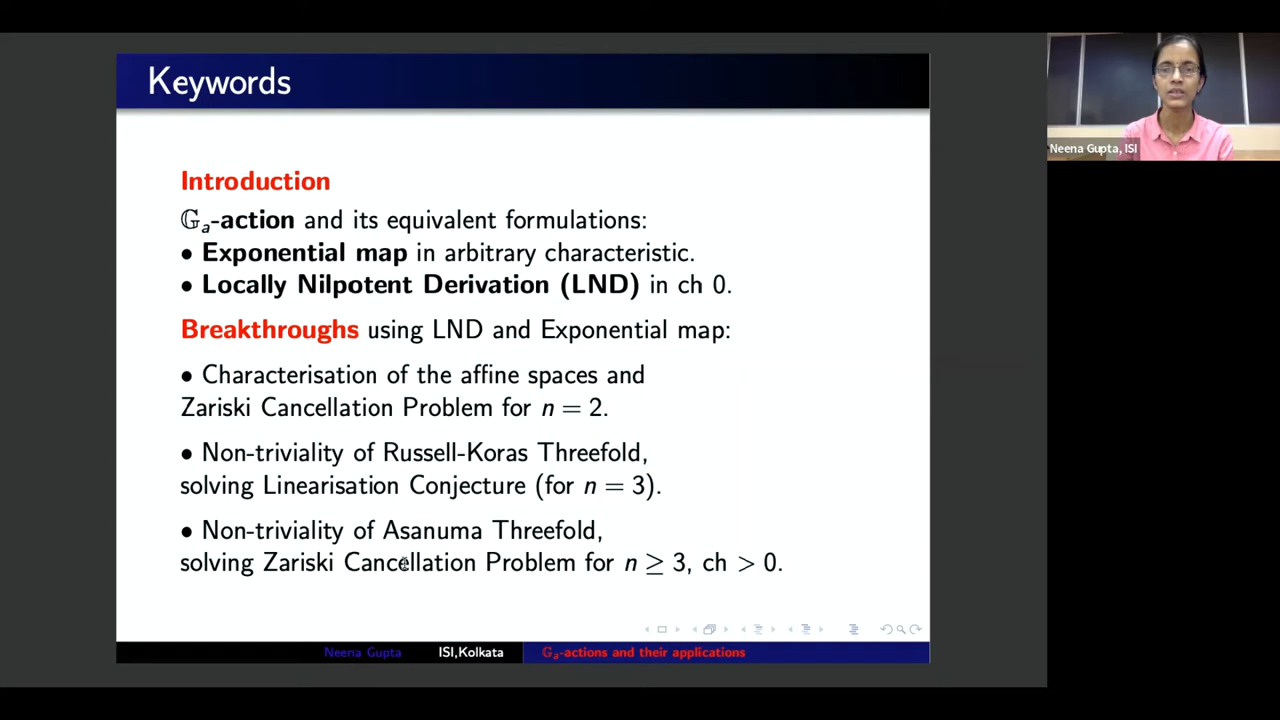 Keywords
Neena Gupta, ISI
Introduction
𝔾ₐ-action and its equivalent formulations:
• Exponential map in arbitrary characteristic.
• Locally Nilpotent Derivation (LND) in ch 0.
Breakthroughs using LND and Exponential map:
• Characterisation of the affine spaces and
Zariski Cancellation Problem for n = 2.
• Non-triviality of Russell-Koras Threefold,
solving Linearisation Conjecture (for n = 3).
• Non-triviality of Asanuma Threefold,
solving Zariski Cancellation Problem for n ≥ 3, ch > 0.
Neena Gupta ISI,Kolkata 𝔾ₐ-actions and their applications